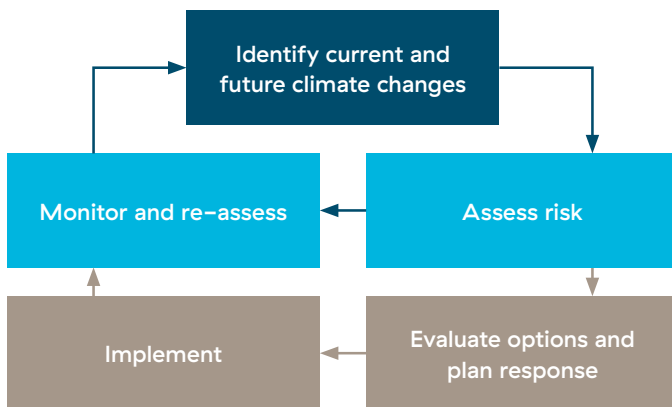 Identify current and
future climate changes
Monitor and re-assess
Assess risk
Implement
Evaluate options and
plan response